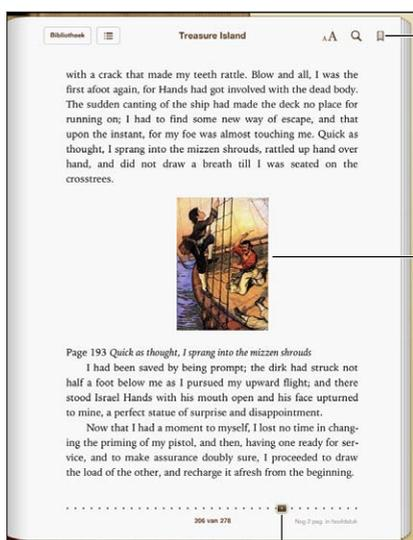 Bibliotheek
Treasure Island
AA
with a crack that made my teeth rattle. Blow and all, I was the
first afoot again, for Hands had got involved with the dead body.
The sudden canting of the ship had made the deck no place for
running on; I had to find some new way of escape, and that
upon the instant, for my foe was almost touching me. Quick as
thought, I sprang into the mizzen shrouds, rattled up hand over
hand, and did not draw a breath till I was seated on the
crosstrees.
Page 193 Quick as thought, I sprang into the mizzen shrouds
I had been saved by being prompt; the dirk had struck not
half a foot below me as I pursued my upward flight; and there
stood Israel Hands with his mouth open and his face upturned
to mine, a perfect statue of surprise and disappointment.
Now that I had a moment to myself, I lost no time in chang-
ing the priming of my pistol, and then, having one ready for ser-
vice, and to make assurance doubly sure, I proceeded to draw
the load of the other, and recharge it afresh from the beginning.
206 van 278
Nog 2 pag. in hoofdstuk